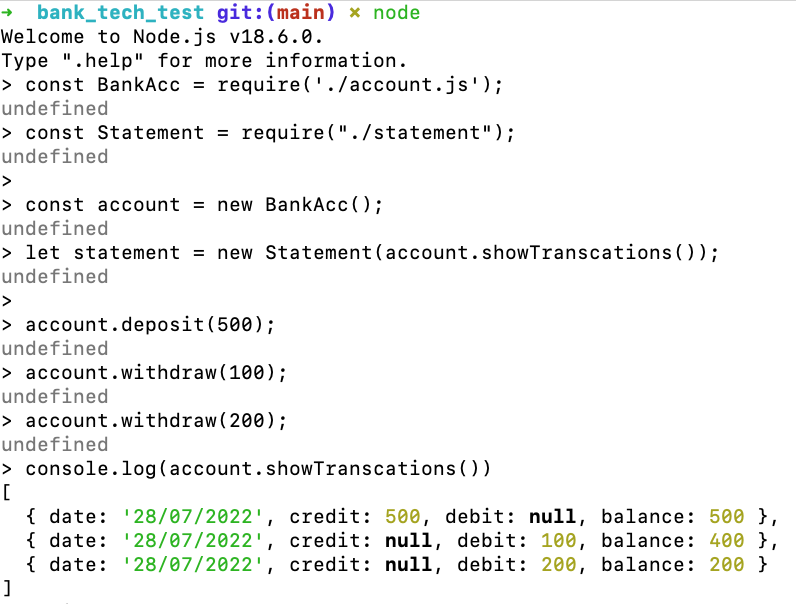 → bank_tech_test git:(main) × node
Welcome to Node.js v18.6.0.
Type ".help" for more information.
> const BankAcc = require('./account.js');
undefined
> const Statement = require("./statement");
undefined
>
> const account = new BankAcc();
undefined
> let statement = new Statement(account.showTranscations());
undefined
>
> account.deposit(500);
undefined
> account.withdraw(100);
undefined
> account.withdraw(200);
undefined
> console.log(account.showTranscations())
[
  { date: '28/07/2022', credit: 500, debit: null, balance: 500 },
  { date: '28/07/2022', credit: null, debit: 100, balance: 400 },
  { date: '28/07/2022', credit: null, debit: 200, balance: 200 }
]